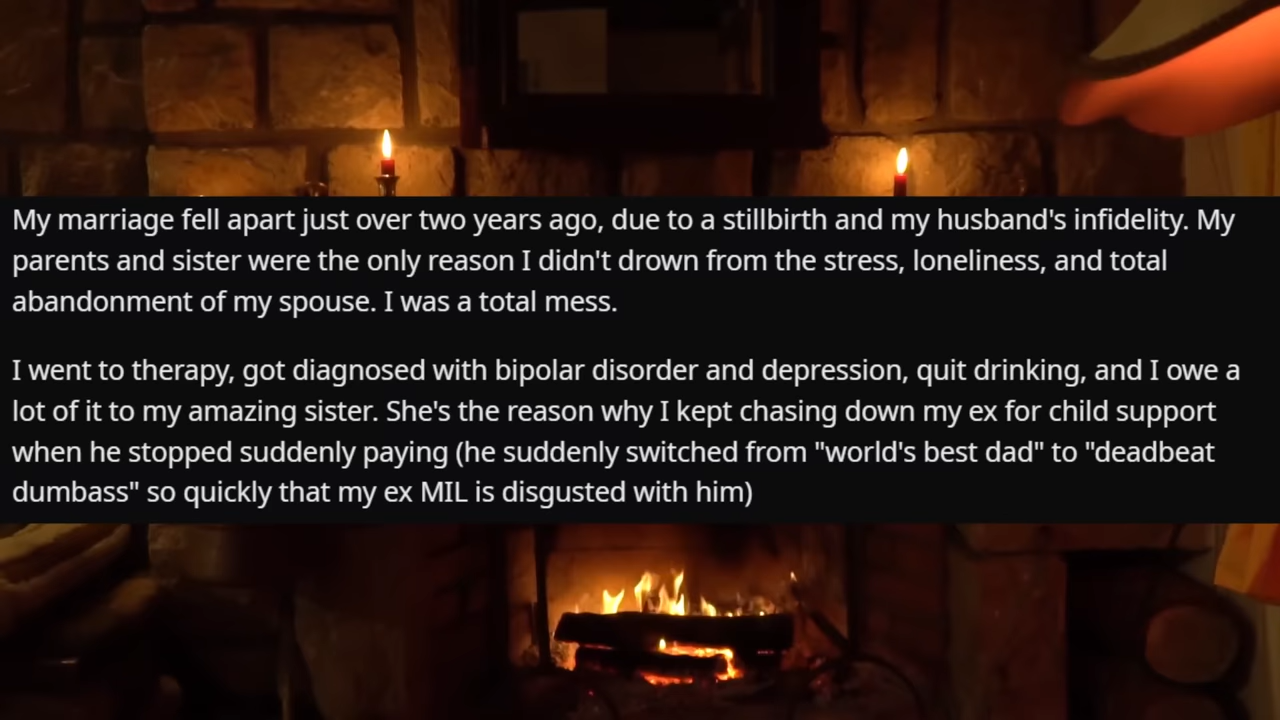 My marriage fell apart just over two years ago, due to a stillbirth and my husband's infidelity. My
parents and sister were the only reason I didn't drown from the stress, loneliness, and total
abandonment of my spouse. I was a total mess.
I went to therapy, got diagnosed with bipolar disorder and depression, quit drinking, and I owe a
lot of it to my amazing sister. She's the reason why I kept chasing down my ex for child support
when he stopped suddenly paying (he suddenly switched from "world's best dad" to "deadbeat
dumbass" so quickly that my ex MIL is disgusted with him)